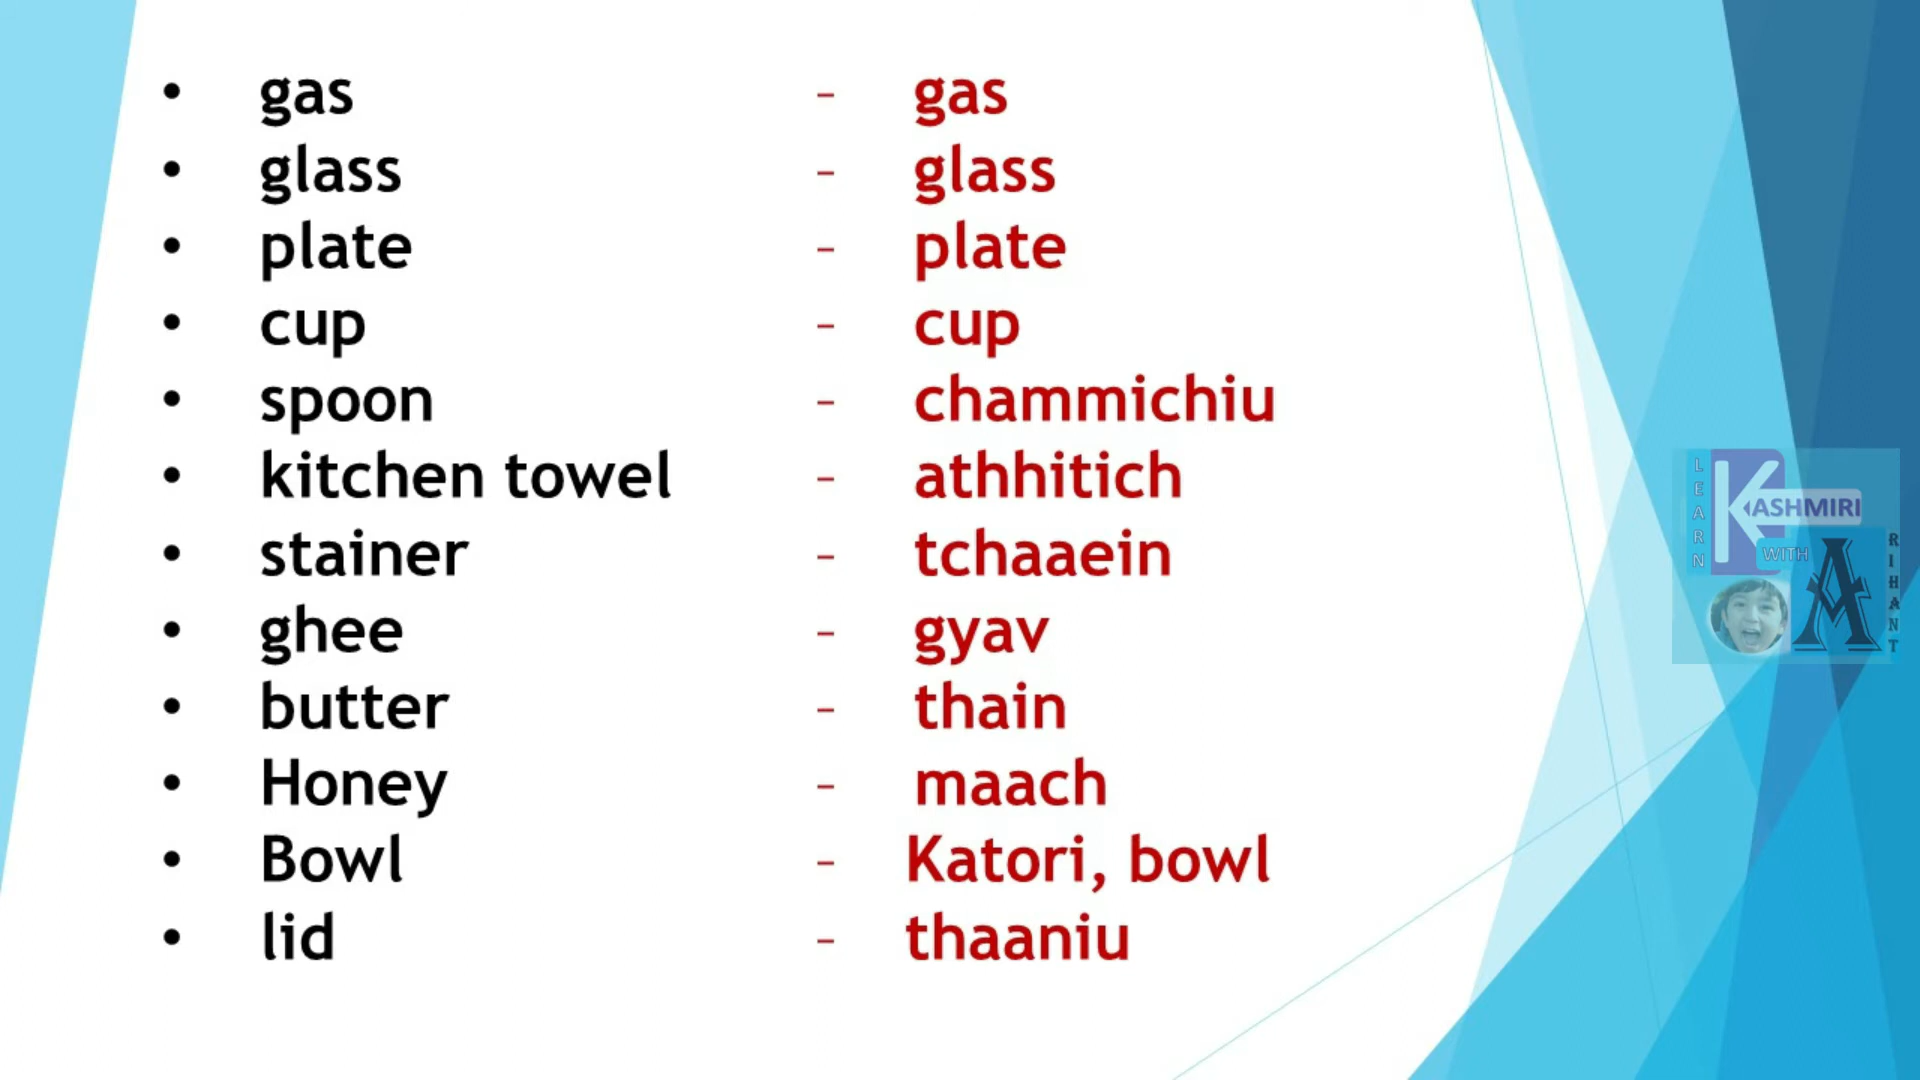 • gas - gas
• glass - glass
• plate - plate
• cup - cup
• spoon - chammichiu
• kitchen towel - athhitich
• stainer - tchaaein
• ghee - gyav
• butter - thain
• Honey - maach
• Bowl - Katori, bowl
• lid - thaaniu
LEARN
KASHMIRI
WITH
ARIHANT